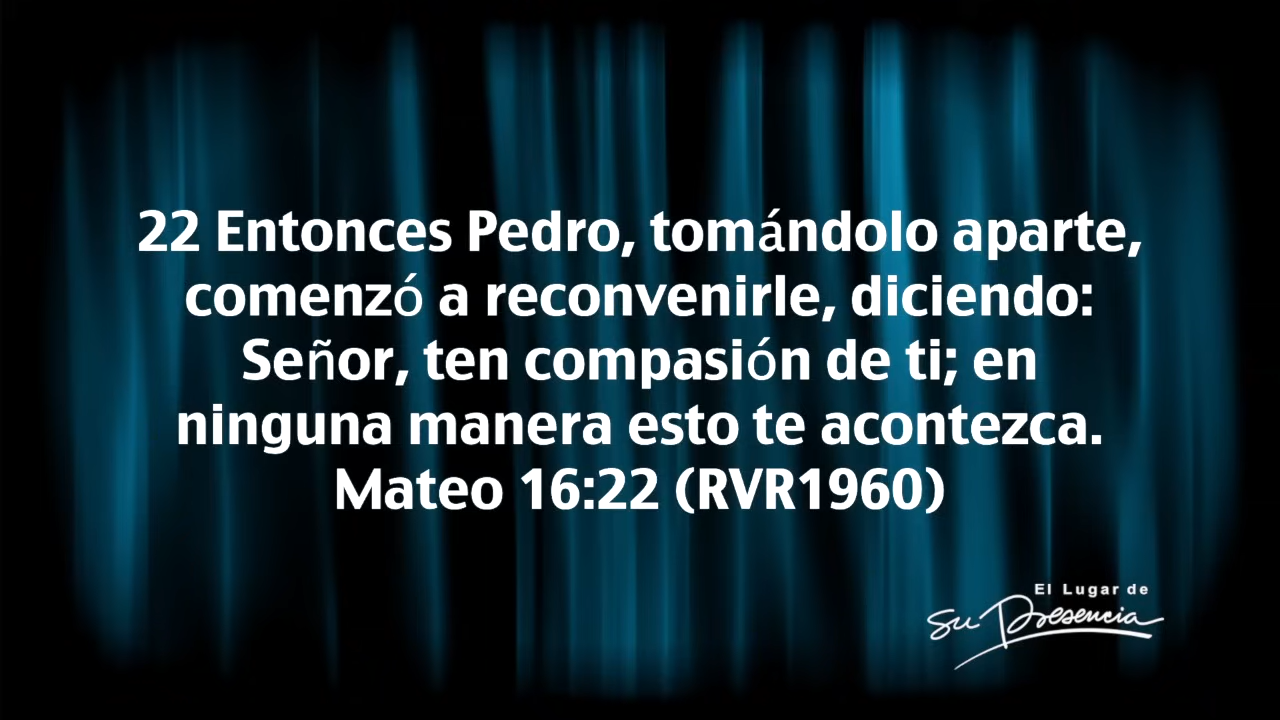 22 Entonces Pedro, tomándolo aparte,
comenzó a reconvenirle, diciendo:
Señor, ten compasión de ti; en
ninguna manera esto te acontezca.
Mateo 16:22 (RVR1960)
El Lugar de
Su Presencia